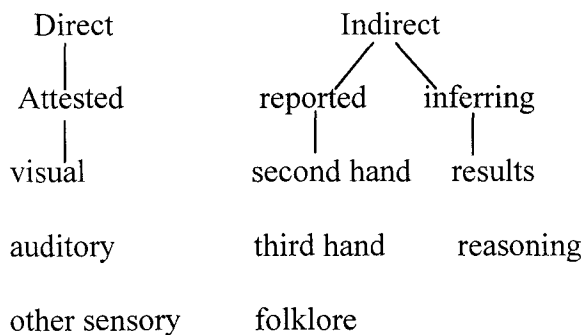 Direct Indirect
Attested reported inferring
visual second hand results
auditory third hand reasoning
other sensory folklore